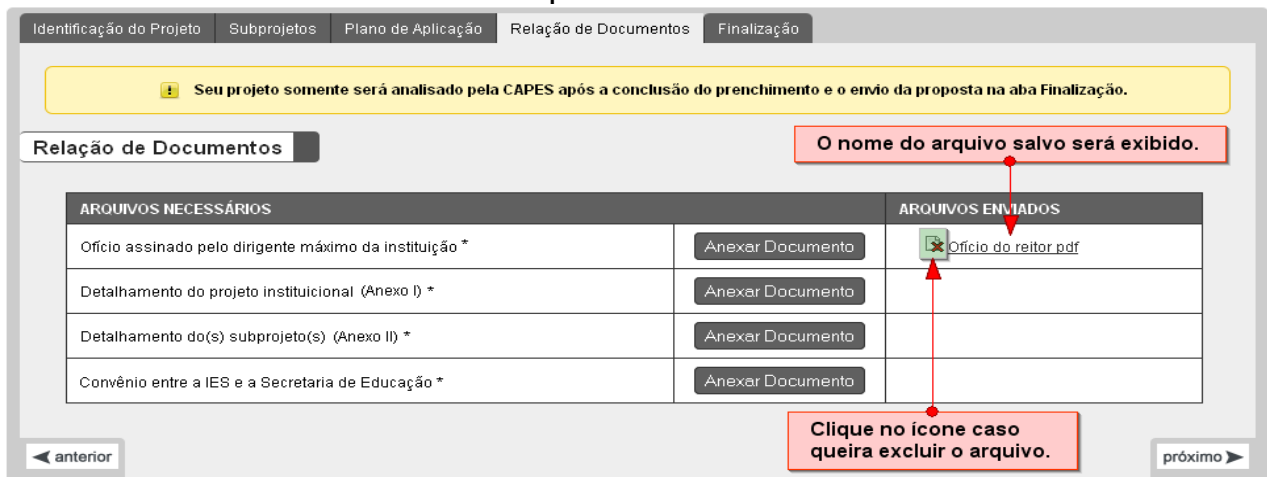 Identificação do Projeto Subprojetos Plano de Aplicação Relação de Documentos Finalização
Seu projeto somente será analisado pela CAPES após a conclusão do prenchimento e o envio da proposta na aba Finalização.
Relação de Documentos
O nome do arquivo salvo será exibido.
ARQUIVOS NECESSÁRIOS ARQUIVOS ENVIADOS
Ofício assinado pelo dirigente máximo da instituição * Anexar Documento Ofício do reitor pdf
Detalhamento do projeto instituicional (Anexo I) * Anexar Documento
Detalhamento do(s) subprojeto(s) (Anexo II) * Anexar Documento
Convênio entre a IES e a Secretaria de Educação * Anexar Documento
Clique no ícone caso
queira excluir o arquivo.
anterior próximo